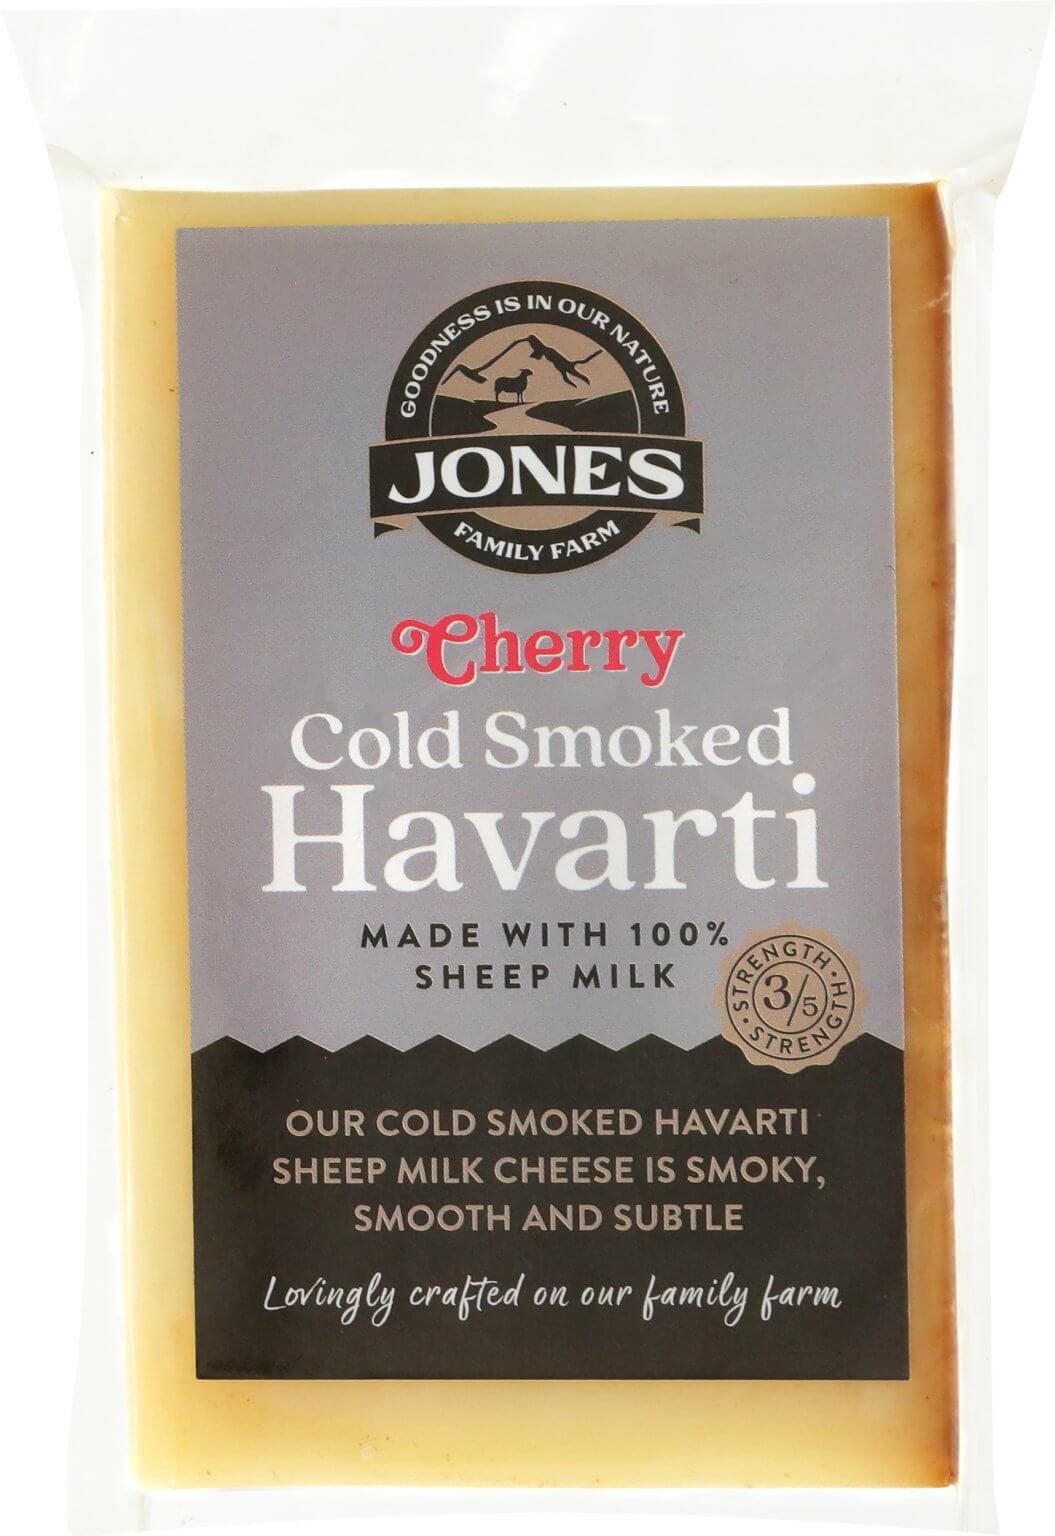 GOODNESS IS IN OUR NATURE
JONES
FAMILY FARM
Cherry
Cold Smoked
Havarti
MADE WITH 100%
SHEEP MILK
STRENGTH · STRENGTH ·
3/5
OUR COLD SMOKED HAVARTI
SHEEP MILK CHEESE IS SMOKY,
SMOOTH AND SUBTLE
Lovingly crafted on our family farm